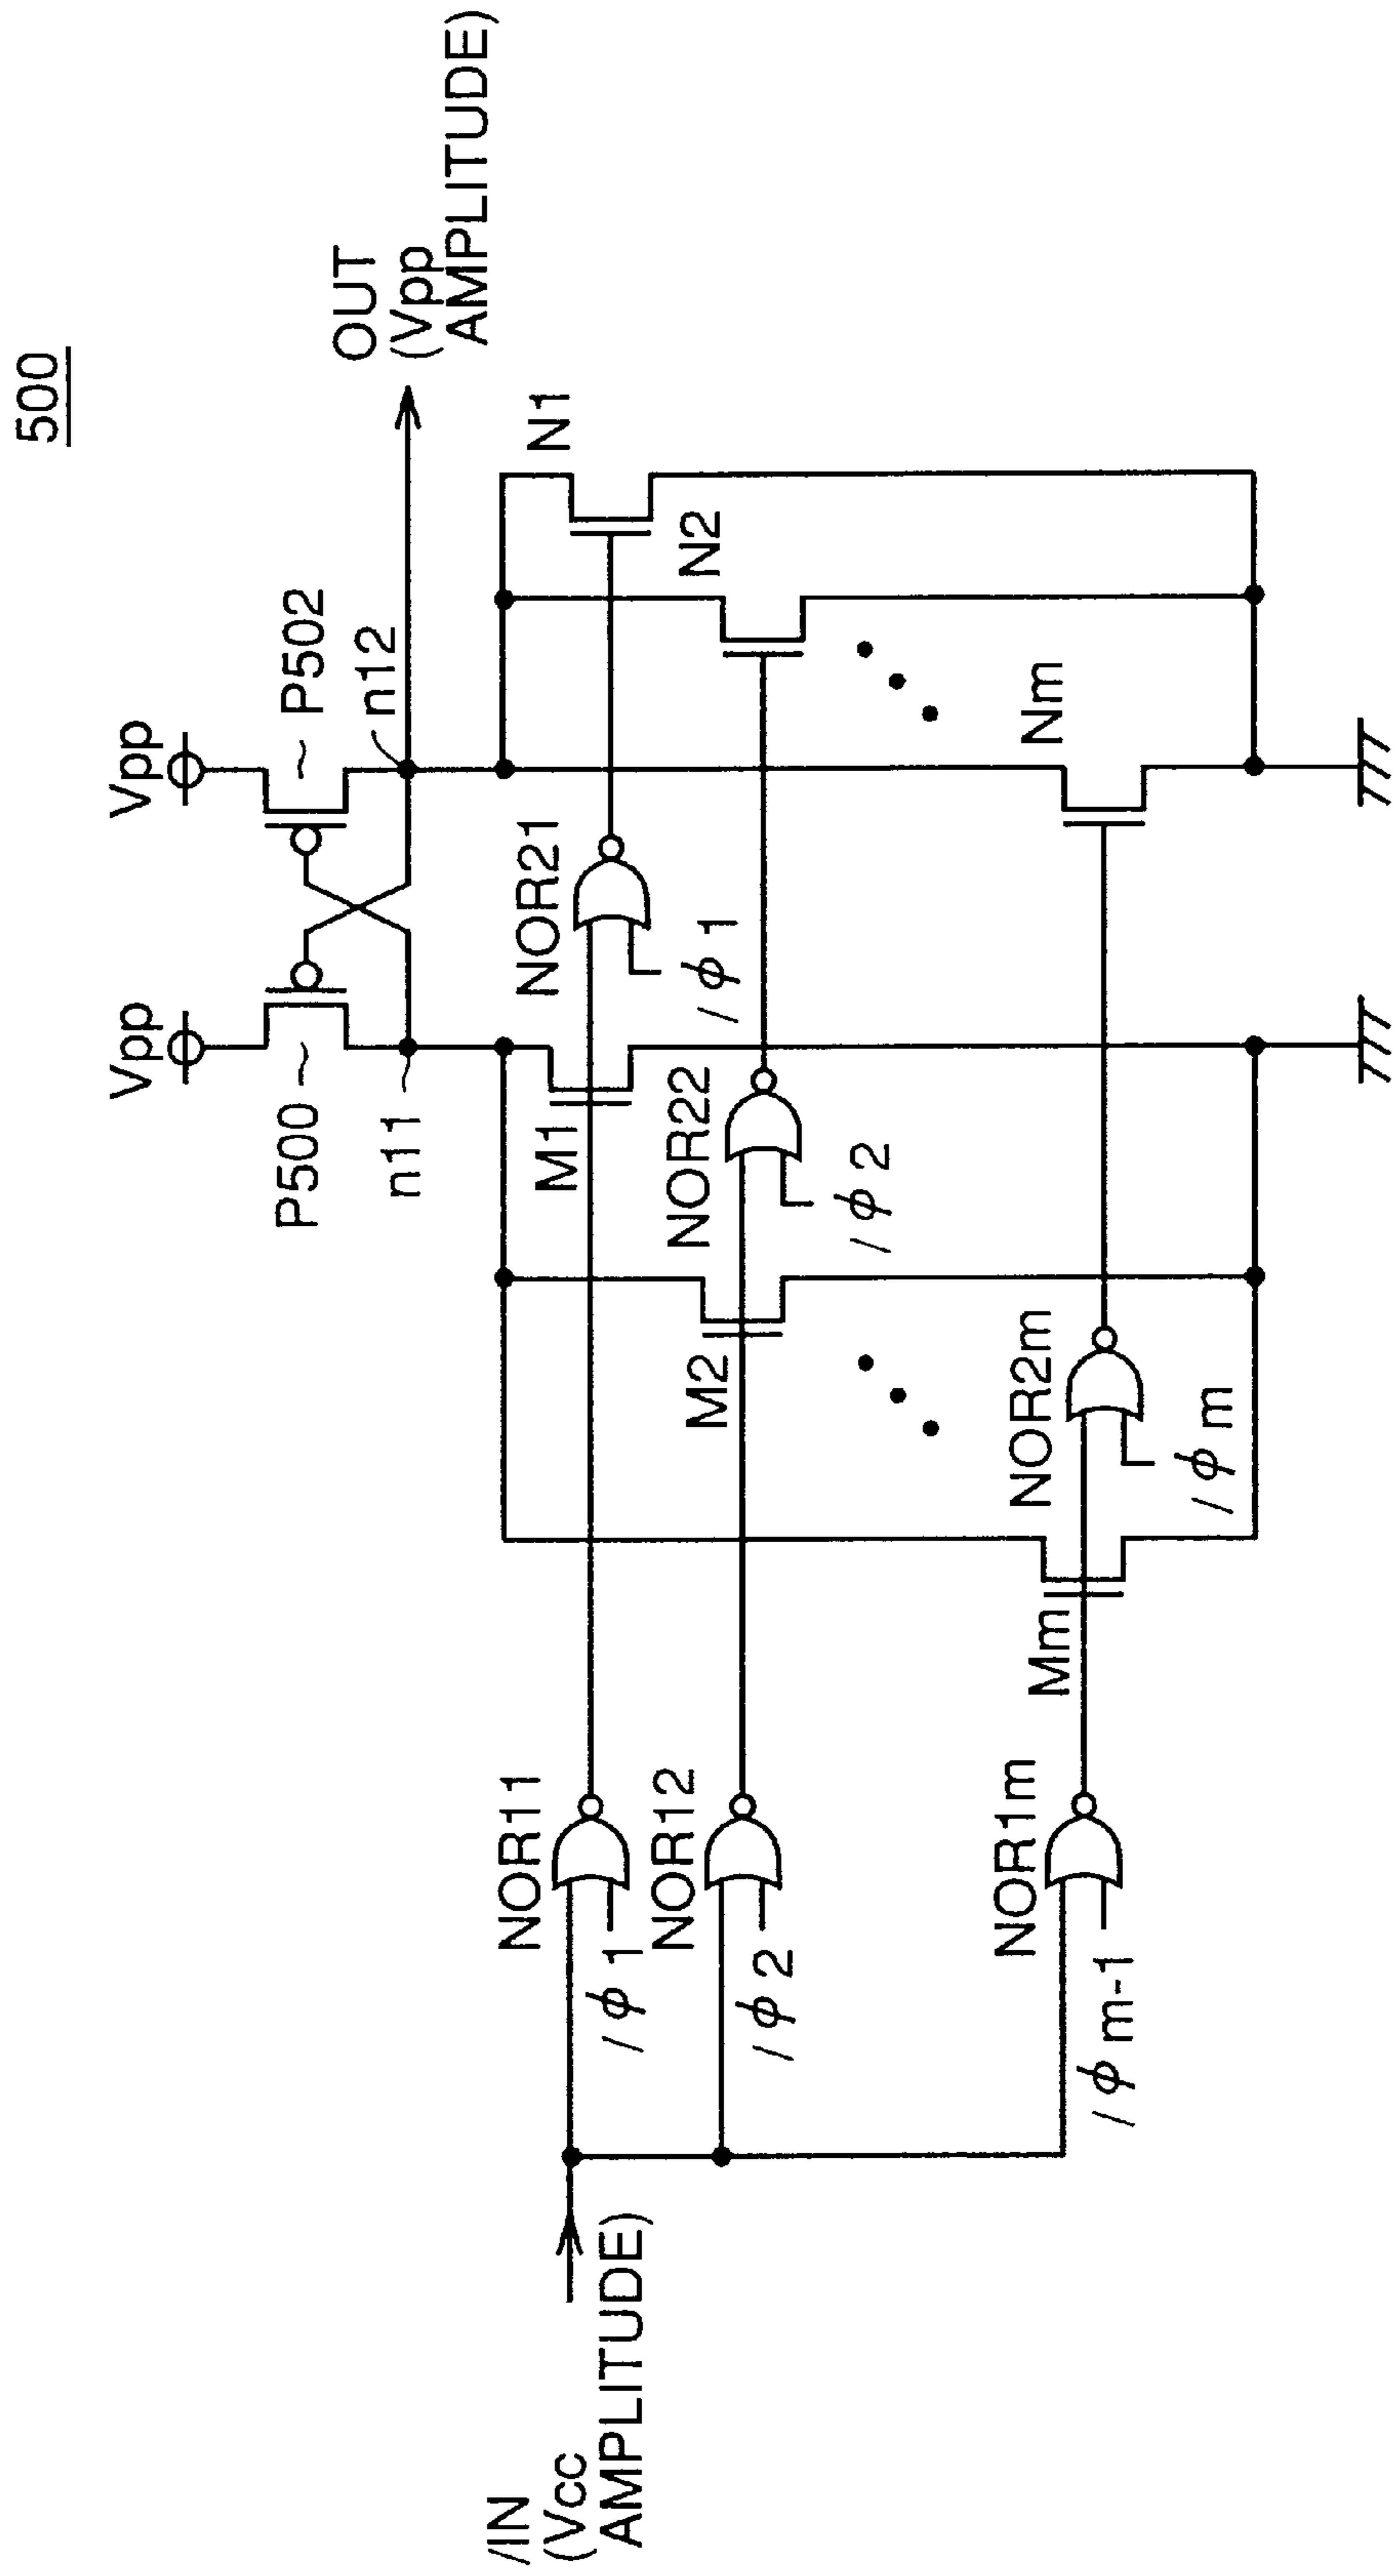 500
Vpp
Vpp
P500
P502
n11
n12
OUT
(Vpp
AMPLITUDE)
/IN
(Vcc
AMPLITUDE)
NOR11
/φ1
M1
NOR21
/φ1
N1
NOR12
/φ2
M2
NOR22
/φ2
N2
NOR1m
/φm-1
Mm
NOR2m
/φm
Nm